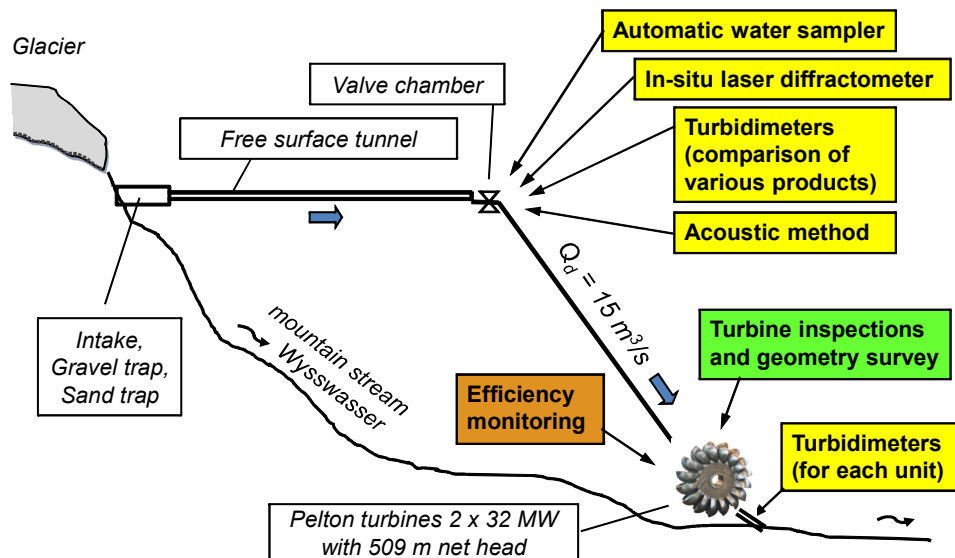 Glacier
Automatic water sampler
In-situ laser diffractometer
Valve chamber
Free surface tunnel
Turbidimeters
(comparison of
various products)
Acoustic method
Q_d = 15 m³/s
Intake,
Gravel trap,
Sand trap
mountain stream
Wysswasser
Turbine inspections
and geometry survey
Efficiency
monitoring
Turbidimeters
(for each unit)
Pelton turbines 2 x 32 MW
with 509 m net head